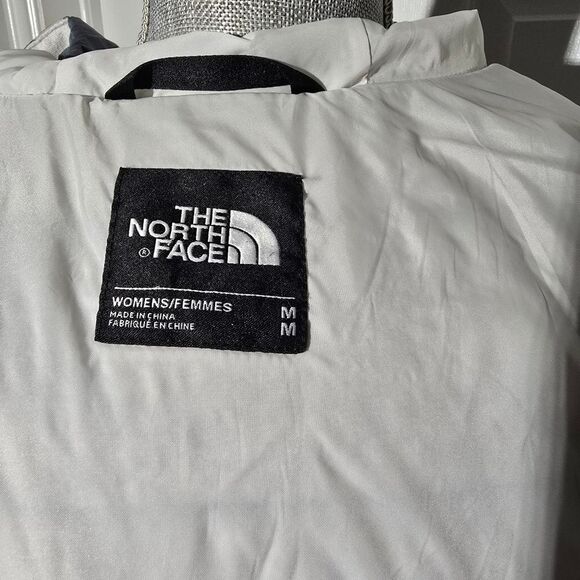 THE
NORTH
® FACE
WOMENS/FEMMES M
MADE IN CHINA
FABRIQUÉ EN CHINE M